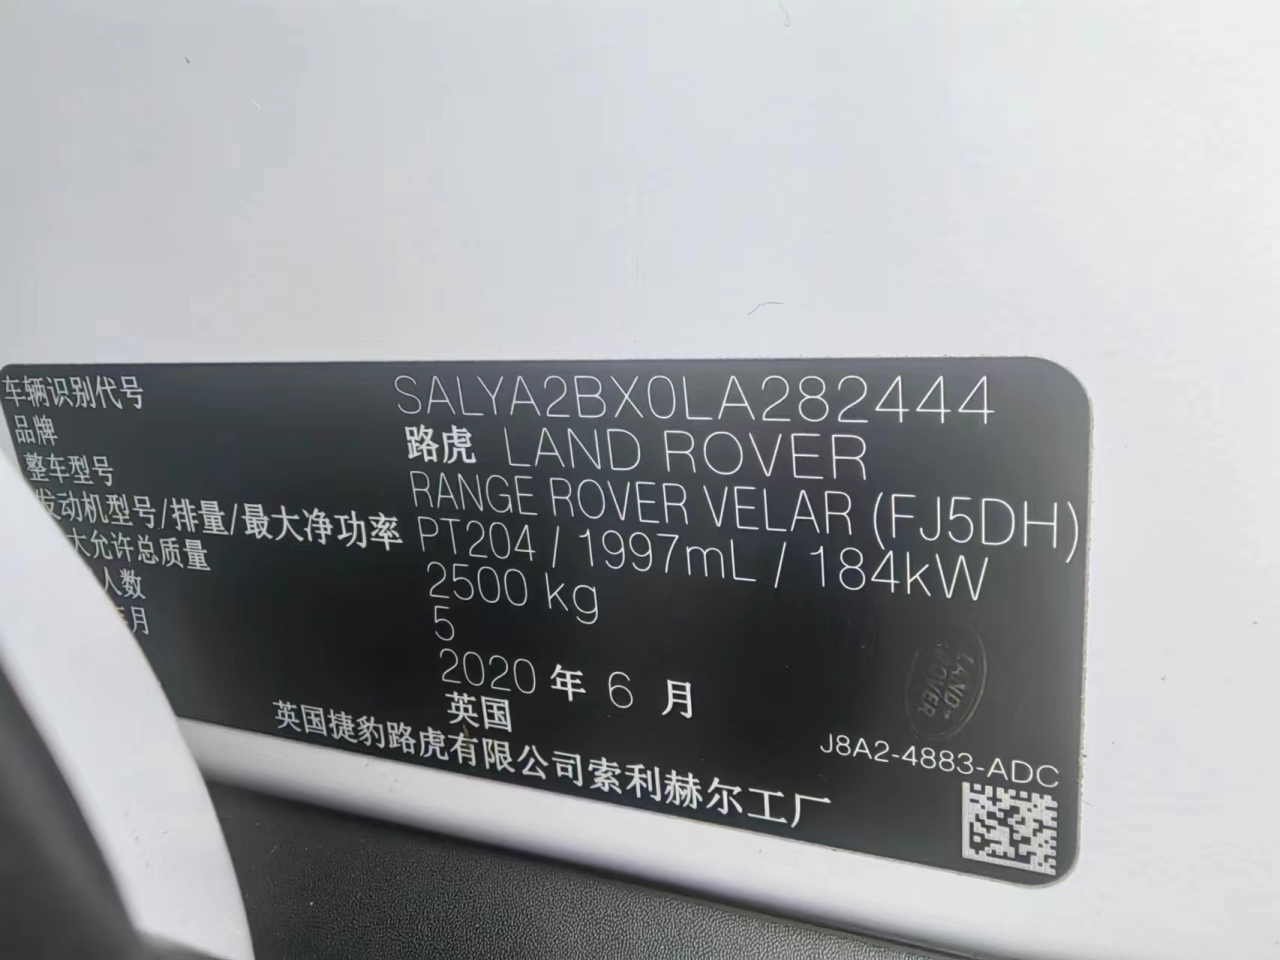 车辆识别代号 SALYA2BX0LA282444
品牌 路虎 LAND ROVER
整车型号 RANGE ROVER VELAR (FJ5DH)
发动机型号/排量/最大净功率 PT204 / 1997mL / 184kW
大允许总质量 2500 kg
人数 5
年月 2020 年 6 月
英国
英国捷豹路虎有限公司索利赫尔工厂
LAND
ROVER
J8A2-4883-ADC